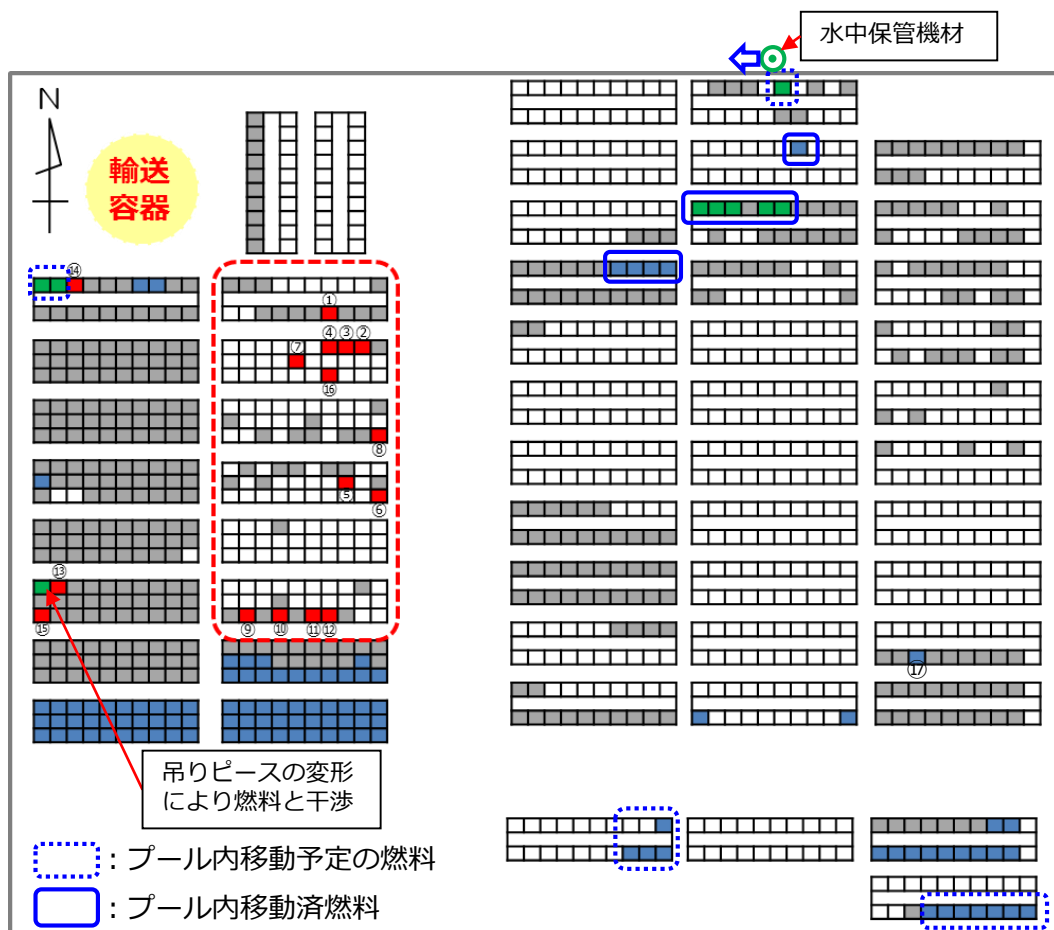 水中保管機材
N
輸送
容器
⑭
①
④③②
⑦
⑯
⑧
⑤
⑥
⑬
⑮
⑨
⑩
⑪⑫
⑰
吊りピースの変形
により燃料と干渉
：プール内移動予定の燃料
：プール内移動済燃料